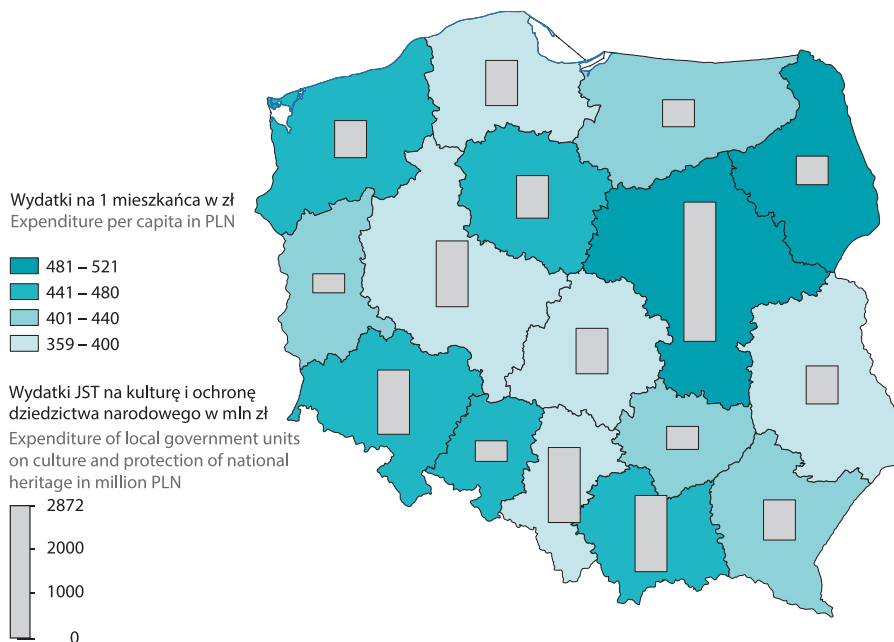 Wydatki na 1 mieszkańca w zł
Expenditure per capita in PLN
481 – 521
441 – 480
401 – 440
359 – 400
Wydatki JST na kulturę i ochronę
dziedzictwa narodowego w mln zł
Expenditure of local government units
on culture and protection of national
heritage in million PLN
2872
2000
1000
0